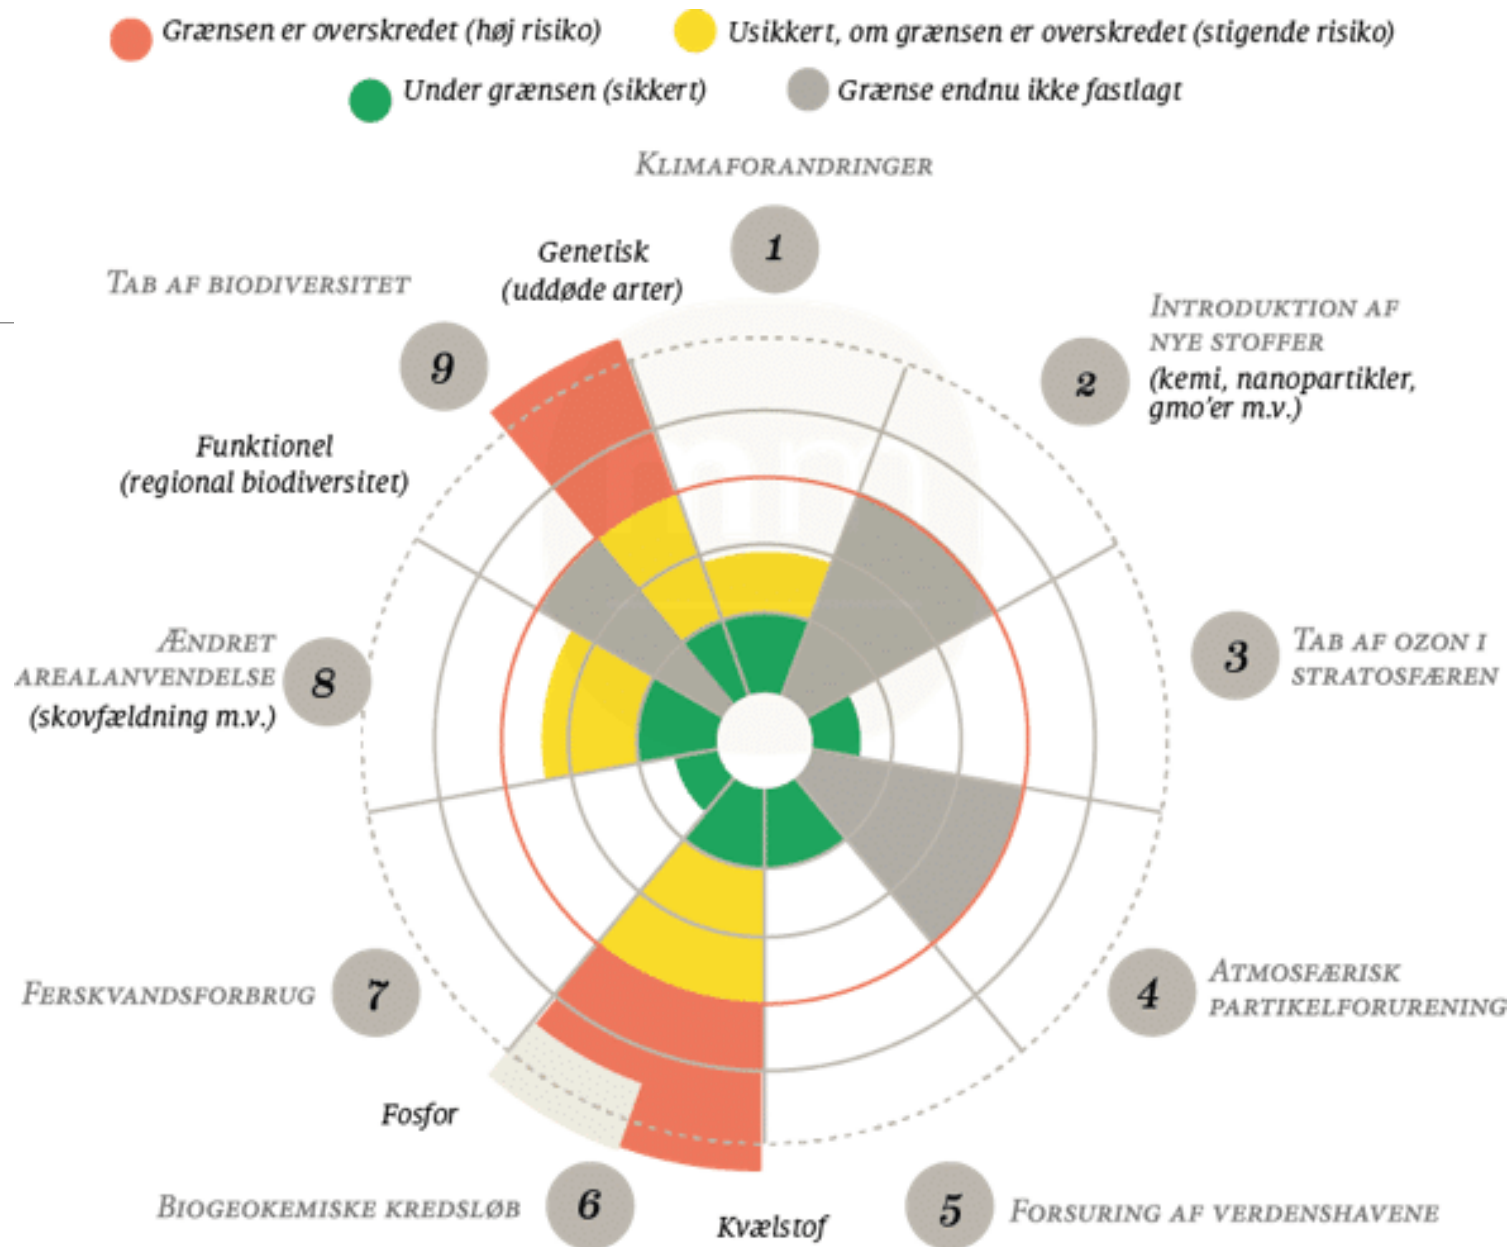 Grænsen er overskredet (høj risiko)
Usikkert, om grænsen er overskredet (stigende risiko)
Under grænsen (sikkert)
Grænse endnu ikke fastlagt
KLIMAFORANDRINGER
1
Genetisk
(uddøde arter)
TAB AF BIODIVERSITET
9
Funktionel
(regional biodiversitet)
INTRODUKTION AF
NYE STOFFER
(kemi, nanopartikler,
gmo'er m.v.)
2
mm
ÆNDRET
AREALANVENDELSE
(skovfældning m.v.)
8
3
TAB AF OZON I
STRATOSFÆREN
FERSKVANDSFORBRUG
7
4
ATMOSFÆRISK
PARTIKELFORURENING
Fosfor
BIOGEOKEMISKE KREDSLØB
6
Kvælstof
5
FORSURING AF VERDENSHAVENE